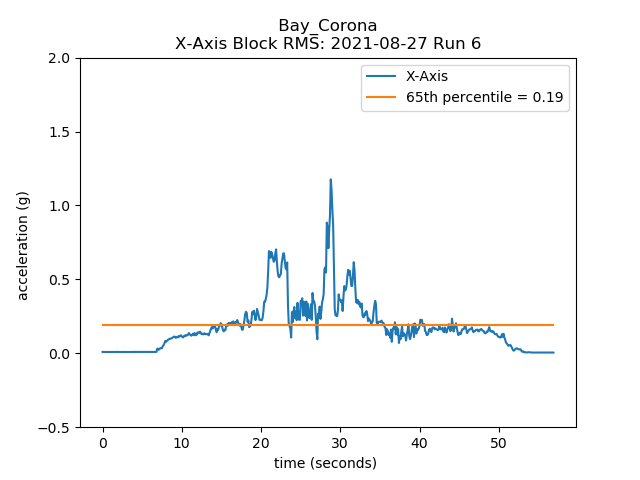 Bay_Corona
X-Axis Block RMS: 2021-08-27 Run 6
X-Axis
65th percentile = 0.19
acceleration (g)
2.0
1.5
1.0
0.5
0.0
−0.5
0 10 20 30 40 50
time (seconds)